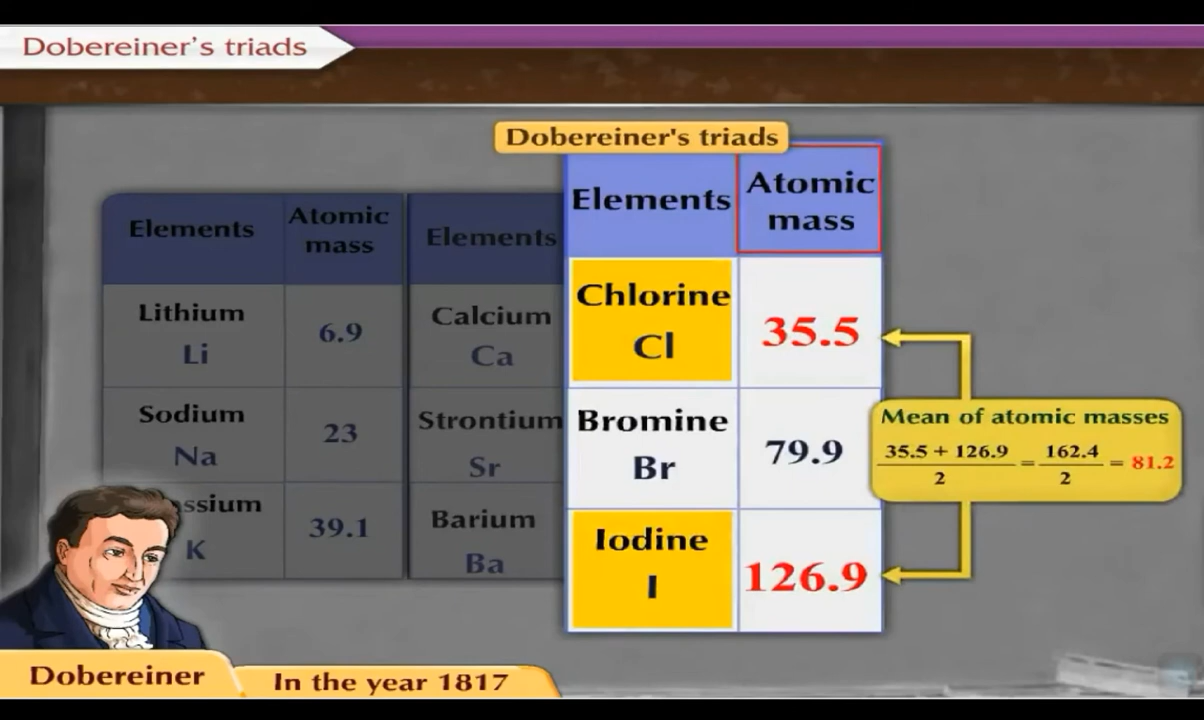 Dobereiner's triads
Dobereiner's triads
Elements
Atomic
mass
Elements
Elements
Atomic
mass
Lithium
Li
6.9
Calcium
Ca
Chlorine
Cl
35.5
Sodium
Na
23
Strontium
Sr
Bromine
Br
79.9
Mean of atomic masses
35.5 + 126.9
2
=
162.4
2
= 81.2
ssium
K
39.1
Barium
Ba
Iodine
I
126.9
Dobereiner
In the year 1817